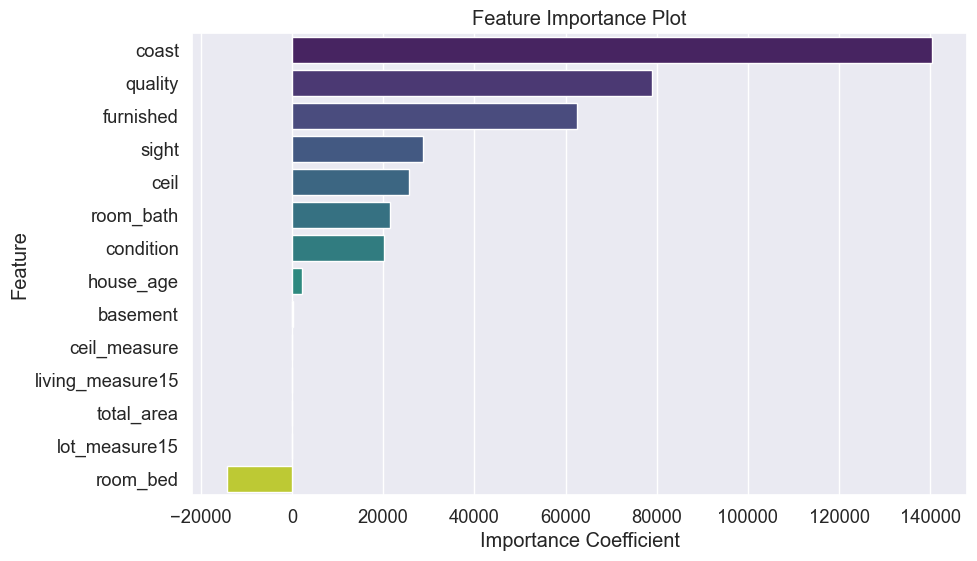 Feature Importance Plot
coast
quality
furnished
sight
ceil
room_bath
condition
house_age
basement
ceil_measure
living_measure15
total_area
lot_measure15
room_bed
Feature
−20000 0 20000 40000 60000 80000 100000 120000 140000
Importance Coefficient